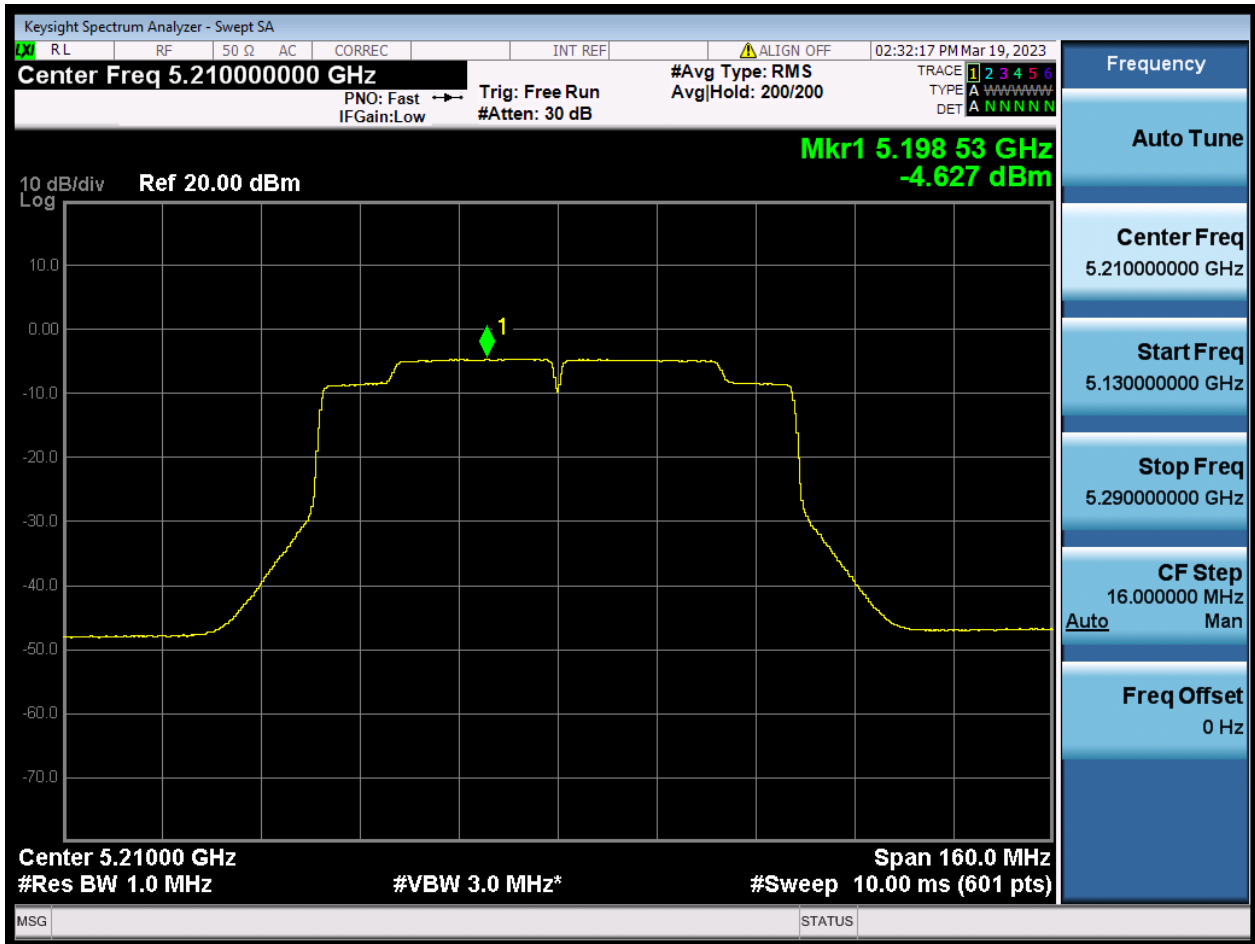 Keysight Spectrum Analyzer - Swept SA
LXI RL RF 50 Ω AC CORREC INT REF ALIGN OFF 02:32:17 PM Mar 19, 2023
Center Freq 5.210000000 GHz
PNO: Fast
IFGain:Low
Trig: Free Run
#Atten: 30 dB
#Avg Type: RMS
Avg|Hold: 200/200
TRACE 1 2 3 4 5 6
TYPE A WWWWW
DET A N N N N N
Mkr1 5.198 53 GHz
-4.627 dBm
10 dB/div Ref 20.00 dBm
Log
10.0
0.00
-10.0
-20.0
-30.0
-40.0
-50.0
-60.0
-70.0
1
Center 5.21000 GHz Span 160.0 MHz
#Res BW 1.0 MHz #VBW 3.0 MHz* #Sweep 10.00 ms (601 pts)
MSG STATUS
Frequency
Auto Tune
Center Freq
5.210000000 GHz
Start Freq
5.130000000 GHz
Stop Freq
5.290000000 GHz
CF Step
16.000000 MHz
Auto Man
Freq Offset
0 Hz